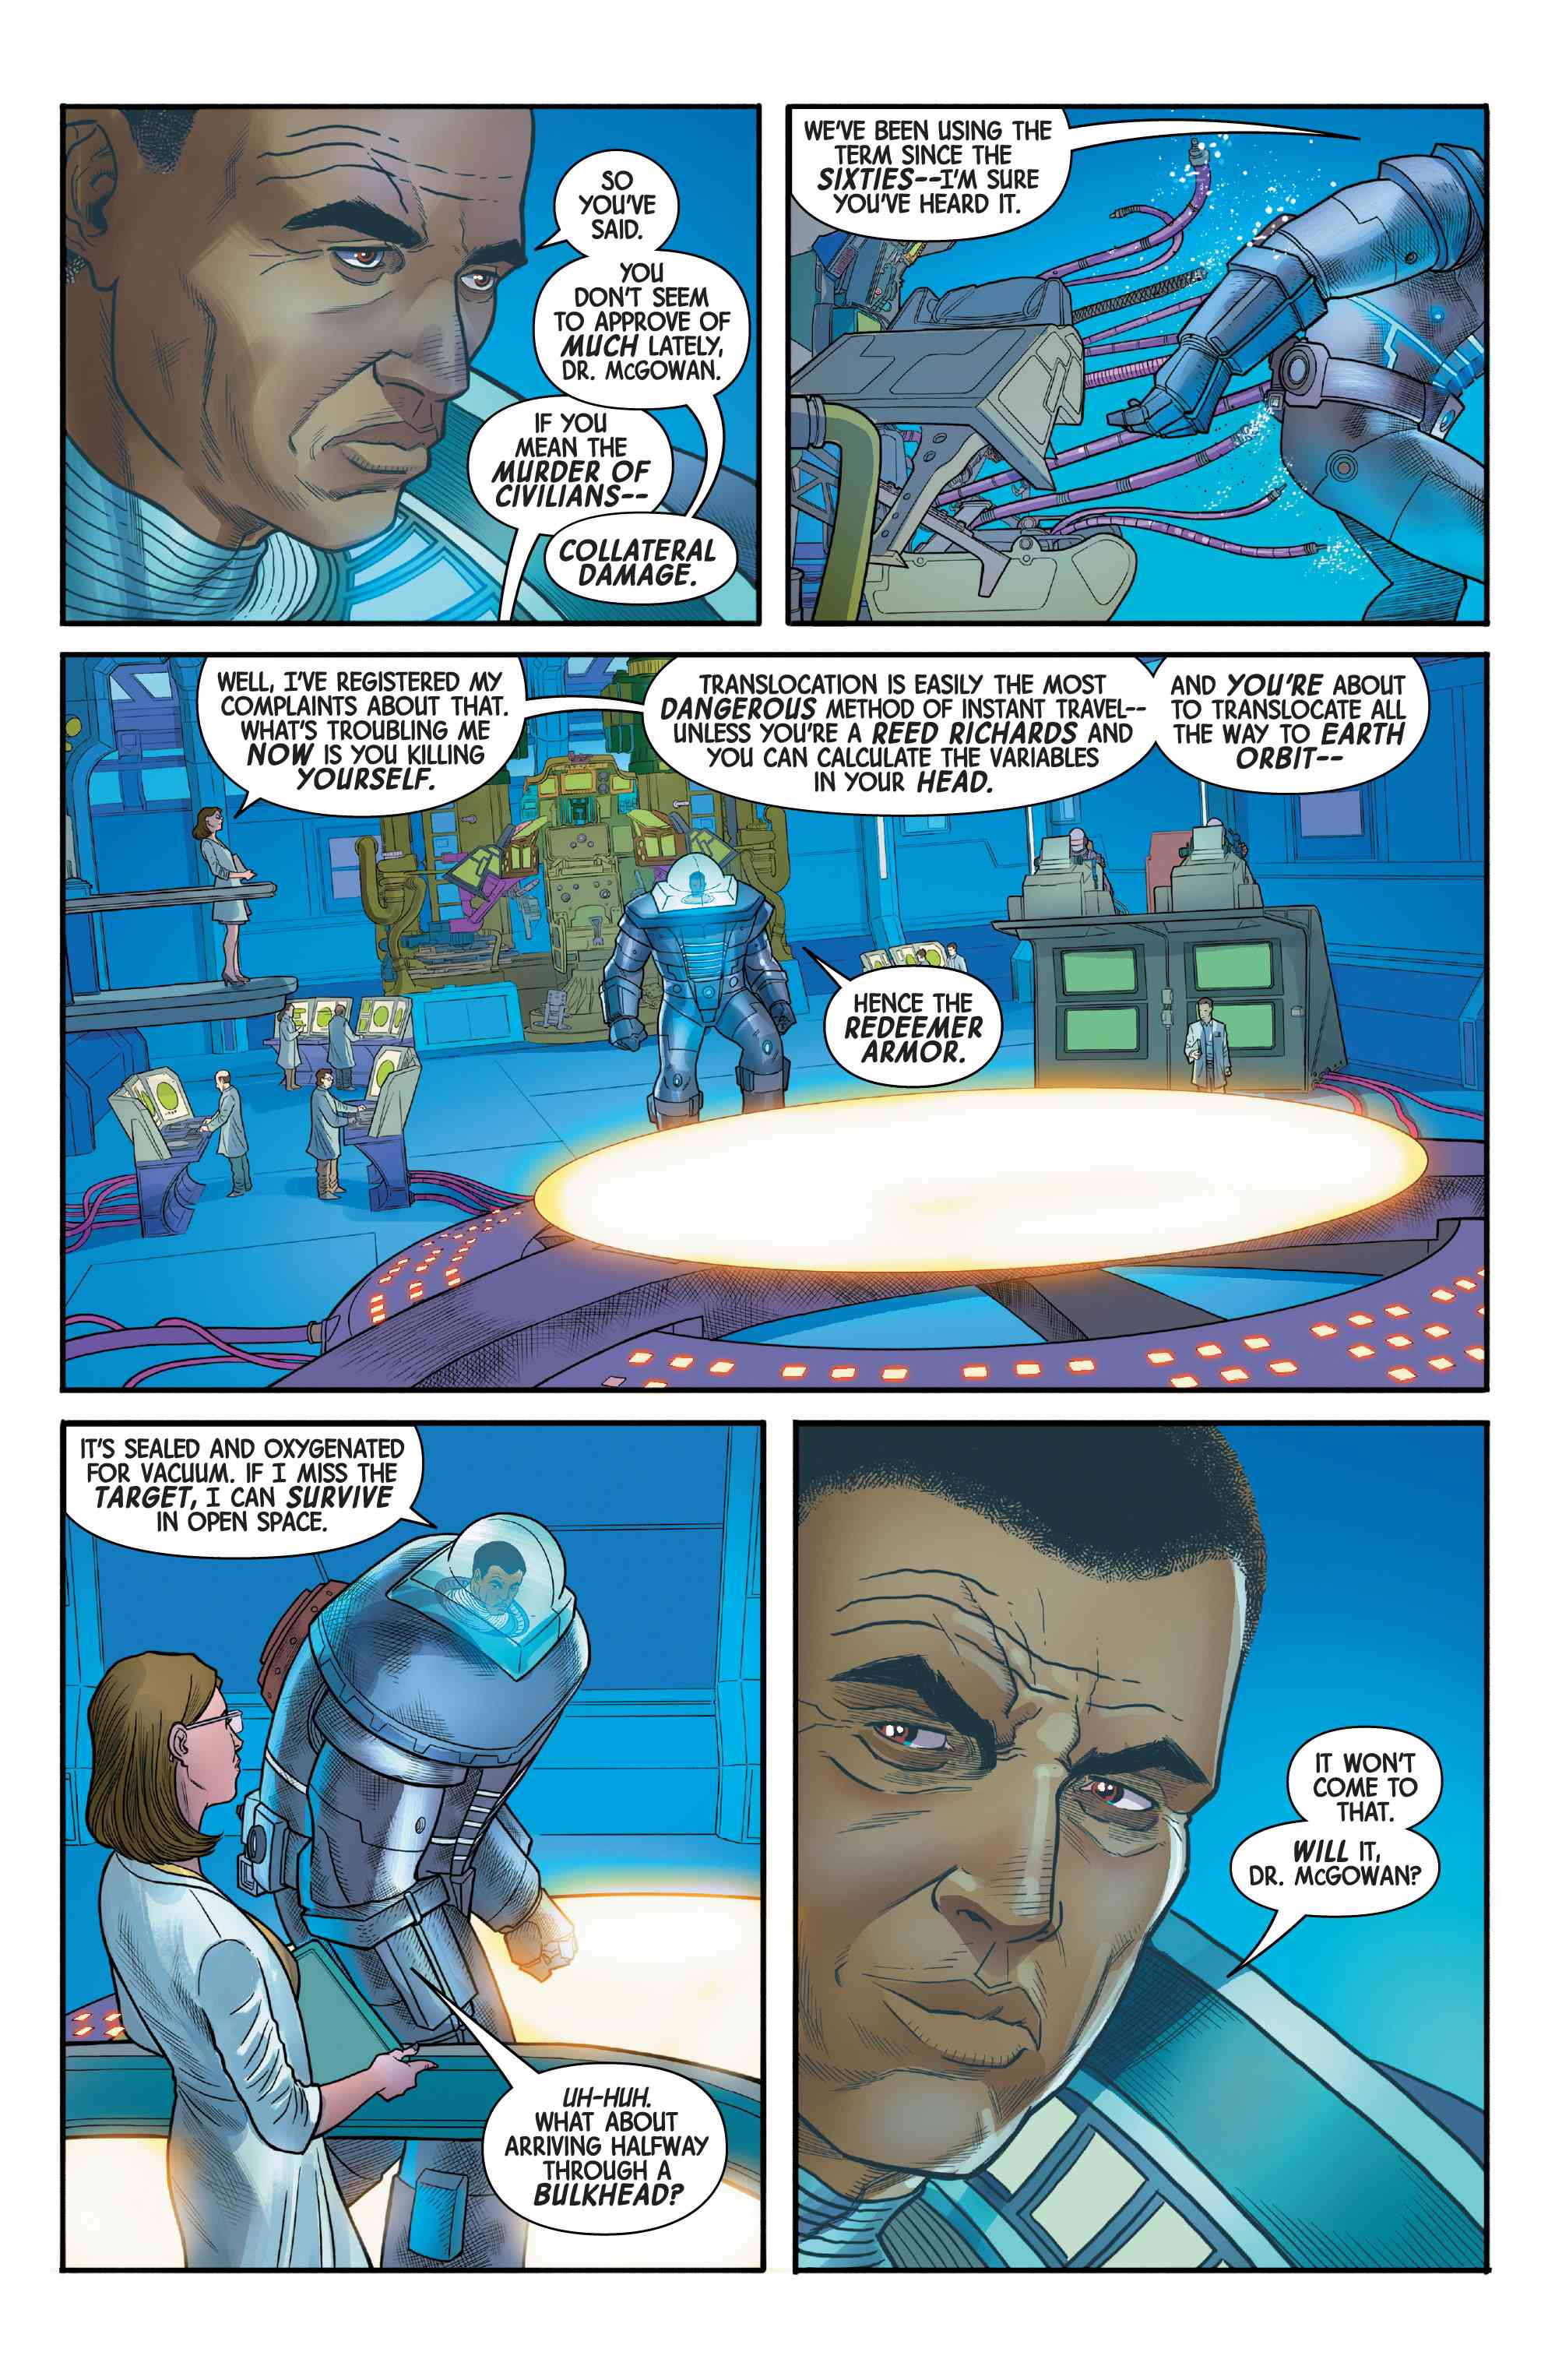 SO
YOU'VE
SAID.
YOU
DON'T SEEM
TO APPROVE OF
MUCH LATELY,
DR. McGOWAN.
IF YOU
MEAN THE
MURDER OF
CIVILIANS--
COLLATERAL
DAMAGE.
WE'VE BEEN USING THE
TERM SINCE THE
SIXTIES--I'M SURE
YOU'VE HEARD IT.
WELL, I'VE REGISTERED MY
COMPLAINTS ABOUT THAT.
WHAT'S TROUBLING ME
NOW IS YOU KILLING
YOURSELF.
TRANSLOCATION IS EASILY THE MOST
DANGEROUS METHOD OF INSTANT TRAVEL--
UNLESS YOU'RE A REED RICHARDS AND
YOU CAN CALCULATE THE VARIABLES
IN YOUR HEAD.
AND YOU'RE ABOUT
TO TRANSLOCATE ALL
THE WAY TO EARTH
ORBIT--
HENCE THE
REDEEMER
ARMOR.
IT'S SEALED AND OXYGENATED
FOR VACUUM. IF I MISS THE
TARGET, I CAN SURVIVE
IN OPEN SPACE.
UH-HUH.
WHAT ABOUT
ARRIVING HALFWAY
THROUGH A
BULKHEAD?
IT WON'T
COME TO
THAT.
WILL IT,
DR. McGOWAN?